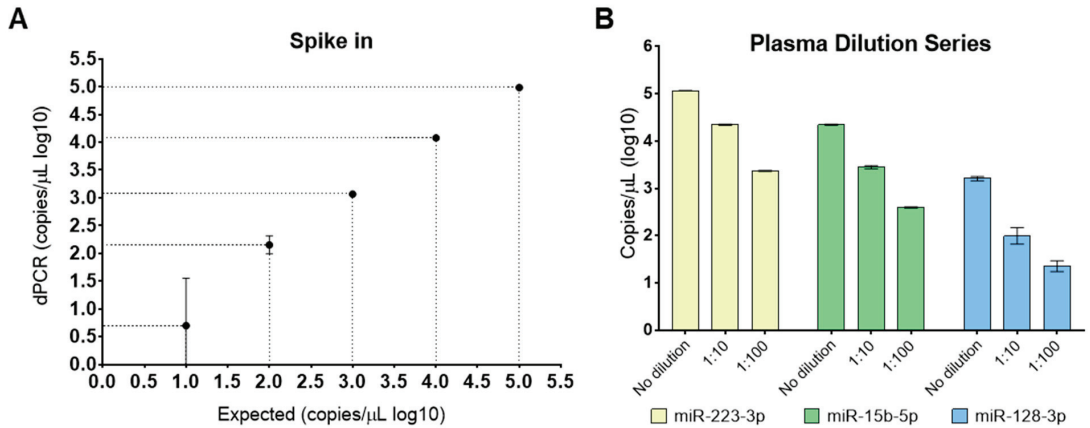 A
Spike in
5.5
5.0
4.5
4.0
3.5
3.0
2.5
2.0
1.5
1.0
0.5
0.0
dPCR (copies/µL log10)
0.0 0.5 1.0 1.5 2.0 2.5 3.0 3.5 4.0 4.5 5.0 5.5
Expected (copies/µL log10)
B
Plasma Dilution Series
6
5
4
3
2
1
0
Copies/µL (log10)
No dilution 1:10 1:100 No dilution 1:10 1:100 No dilution 1:10 1:100
miR-223-3p miR-15b-5p miR-128-3p